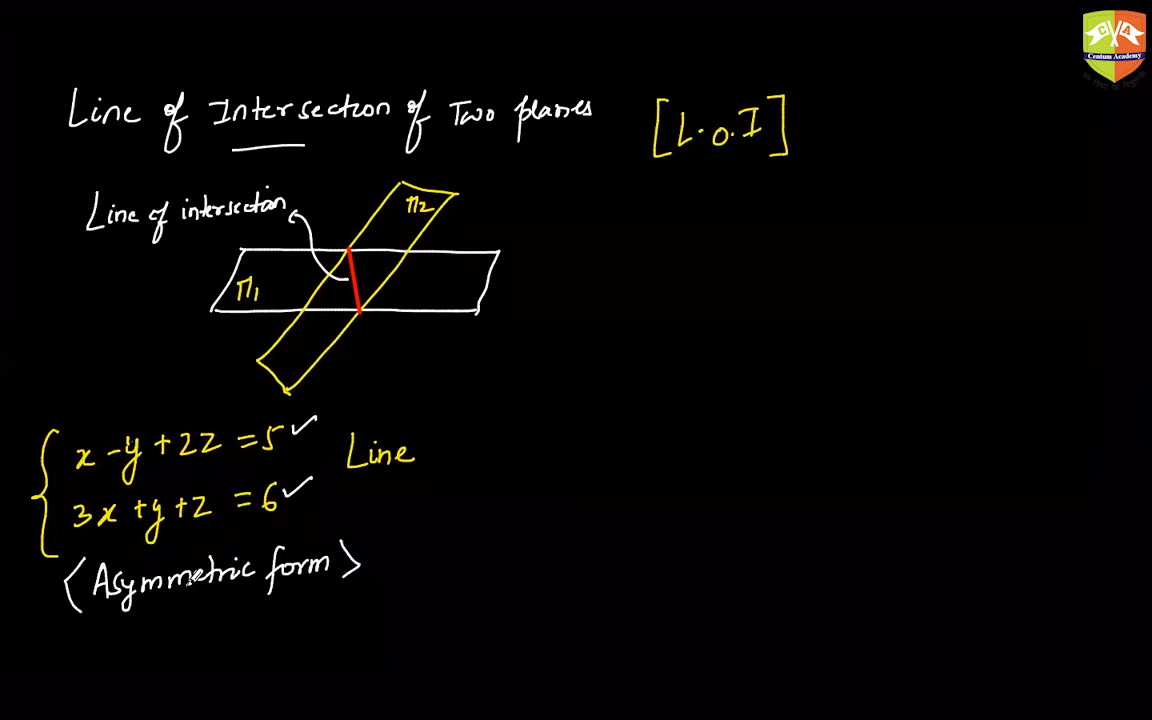 Line of Intersection of Two planes [L.O.I]
Line of intersection
π2
π1
x - y + 2z = 5 ✓ Line
3x + y + z = 6 ✓
(Asymmetric form)
CA
Centum Academy